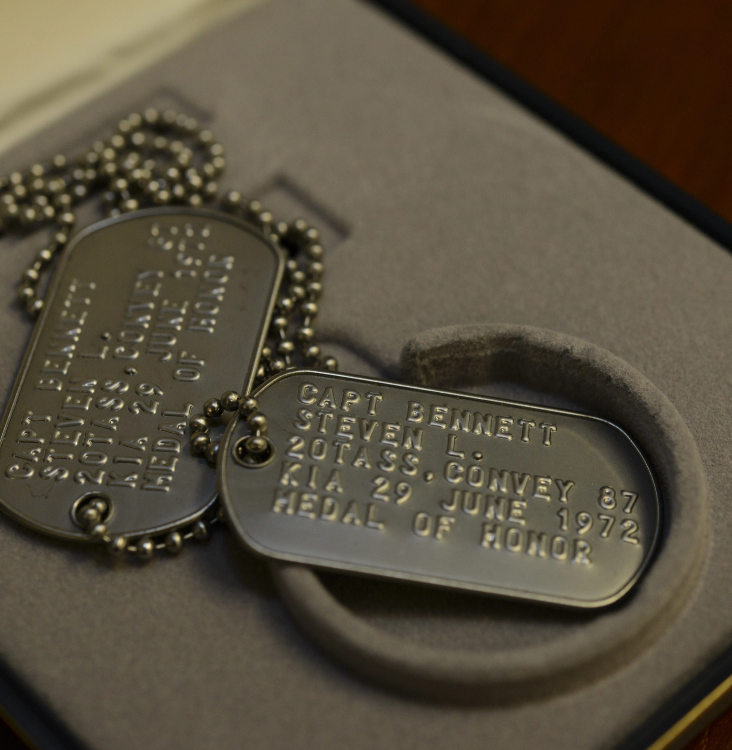 CAPT BENNETT
STEVEN L.
20TASS,CONVEY 87
KIA 29 JUNE 1972
MEDAL OF HONOR
CAPT BENNETT
STEVEN L.
20TASS,CONVEY
KIA 29 JUNE
MEDAL OF HONOR